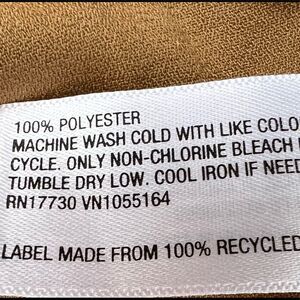 100% POLYESTER
MACHINE WASH COLD WITH LIKE COLO
CYCLE. ONLY NON-CHLORINE BLEACH
TUMBLE DRY LOW. COOL IRON IF NEED
RN17730 VN1055164
LABEL MADE FROM 100% RECYCLED